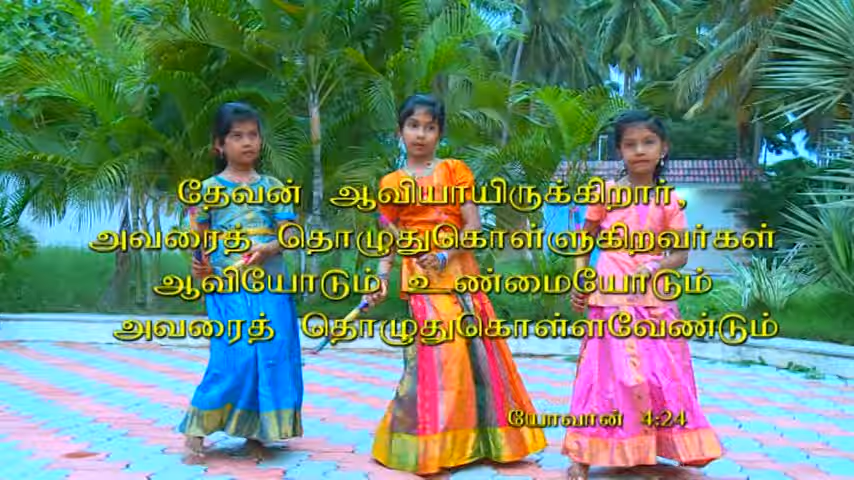 தேவன் ஆவியாயிருக்கிறார்,
அவரைத் தொழுதுகொள்ளுகிறவர்கள்
ஆவியோடும் உண்மையோடும்
அவரைத் தொழுதுகொள்ளவேண்டும்
யோவான் 4:24